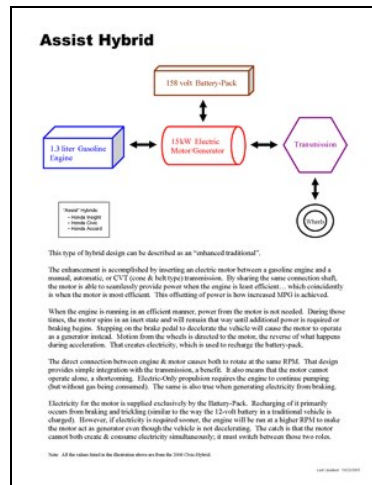 Assist Hybrid
158 volt Battery-Pack
1.3 liter Gasoline
Engine
15kW Electric
Motor/Generator
Transmission
Wheels
"Assist" Hybrids:
• Honda Insight
• Honda Civic
• Honda Accord
This type of hybrid design can be described as an "enhanced traditional".
The enhancement is accomplished by inserting an electric motor between a gasoline engine and a
manual, automatic, or CVT (cone & belt type) transmission. By sharing the same connection shaft,
the motor is able to seamlessly provide power when the engine is least efficient... which coincidently
is when the motor is most efficient. This offsetting of power is how increased MPG is achieved.
When the engine is running in an efficient manner, power from the motor is not needed. During those
times, the motor spins in an inert state and will remain that way until additional power is required or
braking begins. Stepping on the brake pedal to decelerate the vehicle will cause the motor to operate
as a generator instead. Motion from the wheels is directed to the motor, the reverse of what happens
during acceleration. That creates electricity, which is used to recharge the battery-pack.
The direct connection between engine & motor causes both to rotate at the same RPM. That design
provides simple integration with the transmission, a benefit. It also means that the motor cannot
operate alone, a shortcoming. Electric-Only propulsion requires the engine to continue pumping
(but without gas being consumed). The same is also true when generating electricity from braking.
Electricity for the motor is supplied exclusively by the Battery-Pack. Recharging of it primarily
occurs from braking and trickling (similar to the way the 12-volt battery in a traditional vehicle is
charged). However, if electricity is required sooner, the engine will be run at a higher RPM to make
the motor act as generator even though the vehicle is not decelerating. The catch is that the motor
cannot both create & consume electricity simultaneously; it must switch between those two roles.
Note: All the values listed in the illustration above are from the 2006 Civic-Hybrid.
Last Updated: